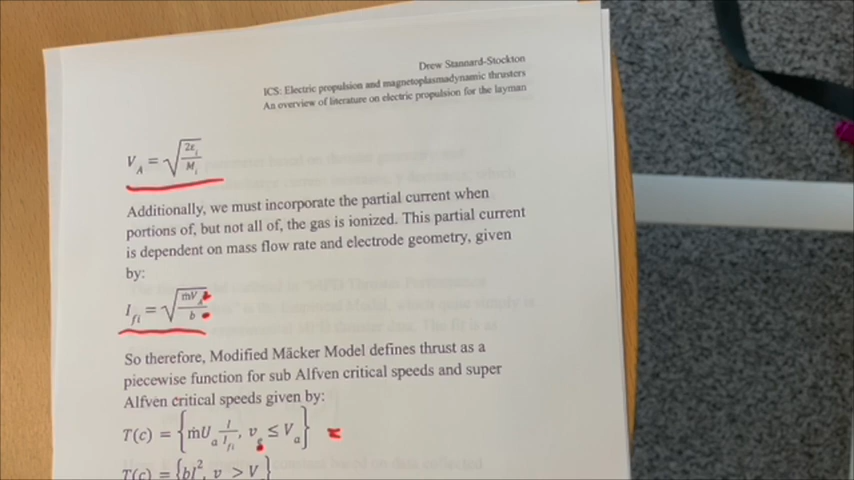 Drew Stannard-Stockton
ICS: Electric propulsion and magnetoplasmadynamic thrusters
An overview of literature on electric propulsion for the layman
V_A = √(2ε_i / M_i)
Additionally, we must incorporate the partial current when
portions of, but not all of, the gas is ionized. This partial current
is dependent on mass flow rate and electrode geometry, given
by:
I_fi = √(ṁV_A / b)
So therefore, Modified Mäcker Model defines thrust as a
piecewise function for sub Alfven critical speeds and super
Alfven critical speeds given by:
T(c) = {ṁU_a I/I_fi, v ≤ V_a}
T(c) = {bI², v > V }